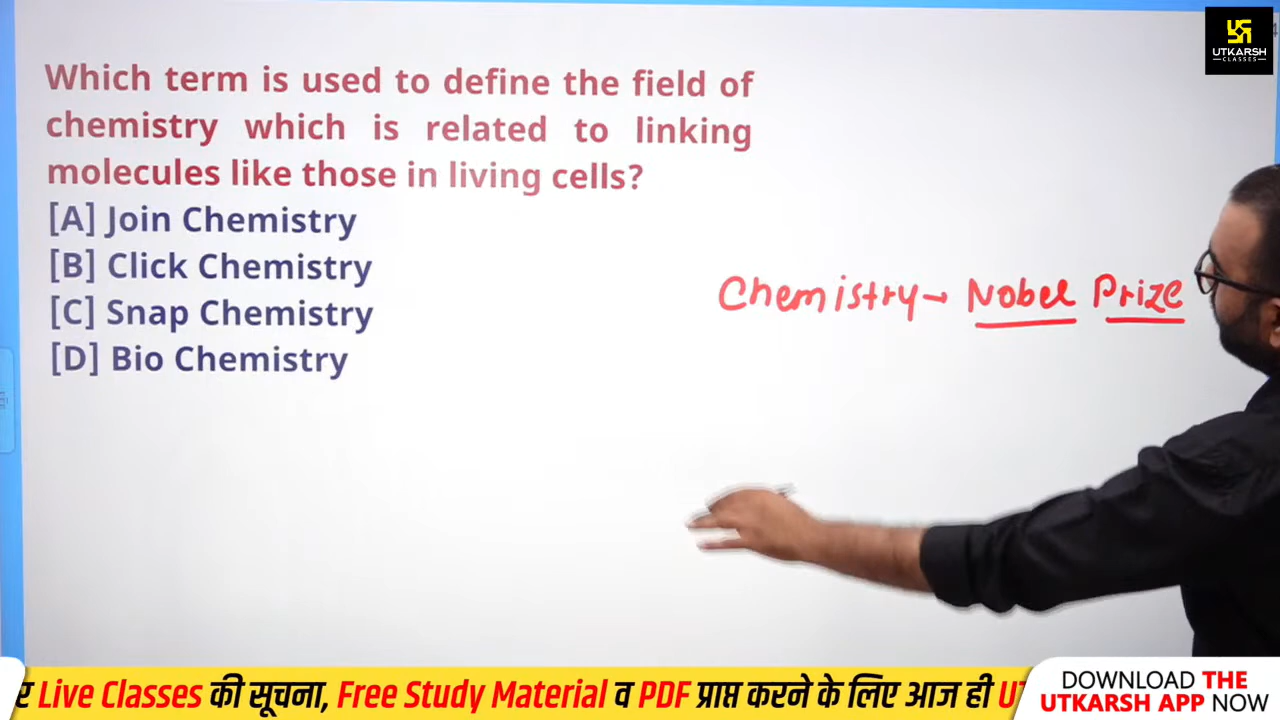 Which term is used to define the field of
chemistry which is related to linking
molecules like those in living cells?
[A] Join Chemistry
[B] Click Chemistry
[C] Snap Chemistry
[D] Bio Chemistry
Chemistry → Nobel Prize
UTKARSH
CLASSES
Live Classes की सूचना, Free Study Material व PDF प्राप्त करने के लिए आज ही
DOWNLOAD THE
UTKARSH APP NOW